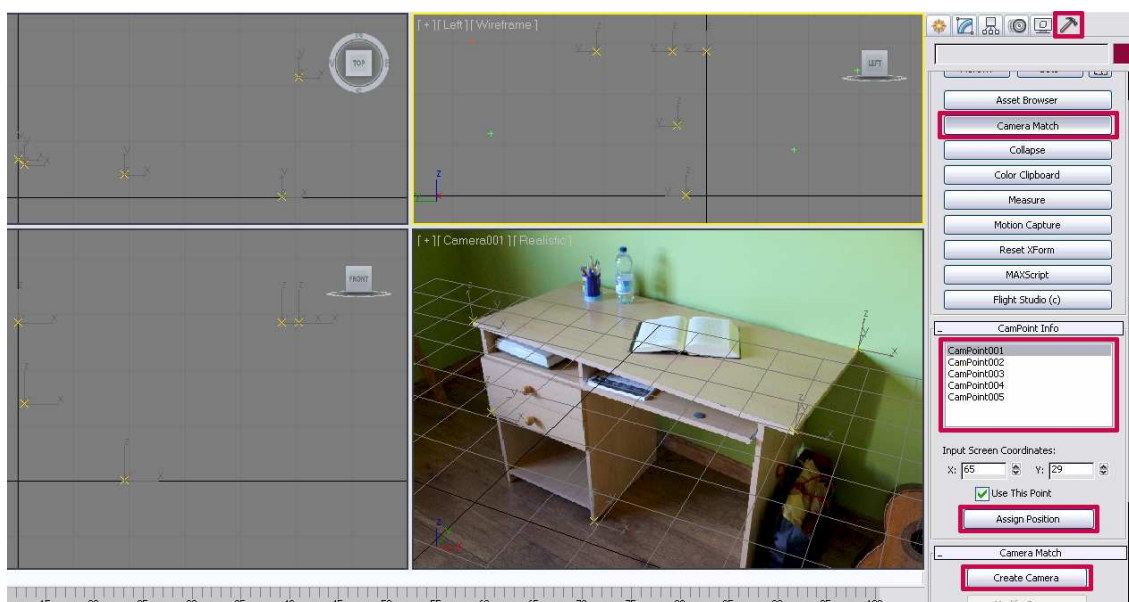 [ + ][ Left ][ Wireframe ]
TOP
LEFT
Asset Browser
Camera Match
Collapse
Color Clipboard
Measure
Motion Capture
Reset XForm
MAXScript
Flight Studio (c)
FRONT
[ + ][ Camera001 ][ Realistic ]
CamPoint Info
CamPoint001
CamPoint002
CamPoint003
CamPoint004
CamPoint005
Input Screen Coordinates:
X: 65 Y: 29
Use This Point
Assign Position
Camera Match
Create Camera